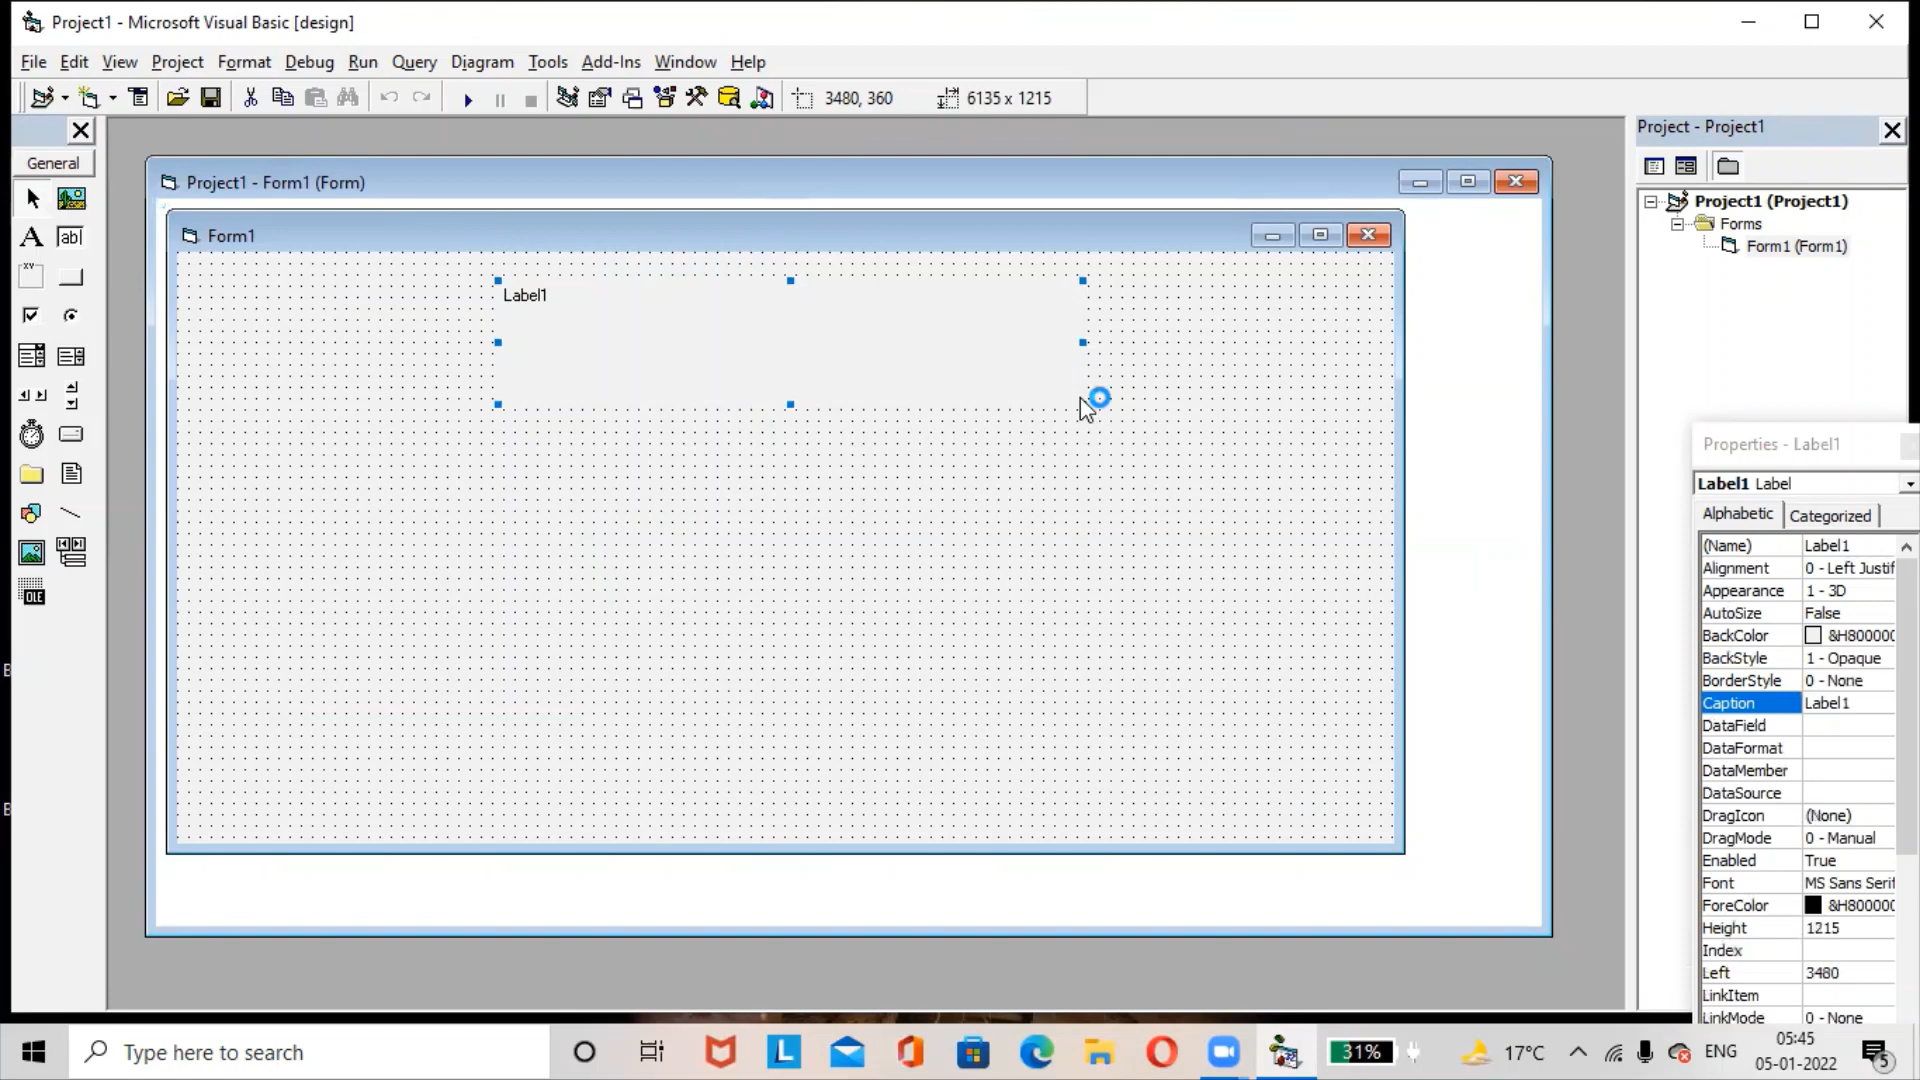 Project1 - Microsoft Visual Basic [design]
File Edit View Project Format Debug Run Query Diagram Tools Add-Ins Window Help
3480, 360 6135 x 1215
General
Project1 - Form1 (Form)
Form1
Label1
A ab|
XY
OLE
Project - Project1
Project1 (Project1)
Forms
Form1 (Form1)
Properties - Label1
Label1 Label
Alphabetic Categorized
(Name) Label1
Alignment 0 - Left Justif
Appearance 1 - 3D
AutoSize False
BackColor &H800000
BackStyle 1 - Opaque
BorderStyle 0 - None
Caption Label1
DataField
DataFormat
DataMember
DataSource
DragIcon (None)
DragMode 0 - Manual
Enabled True
Font MS Sans Serif
ForeColor &H800000
Height 1215
Index
Left 3480
LinkItem
LinkMode 0 - None
Type here to search
L
31%
17°C
ENG
05:45
05-01-2022
5